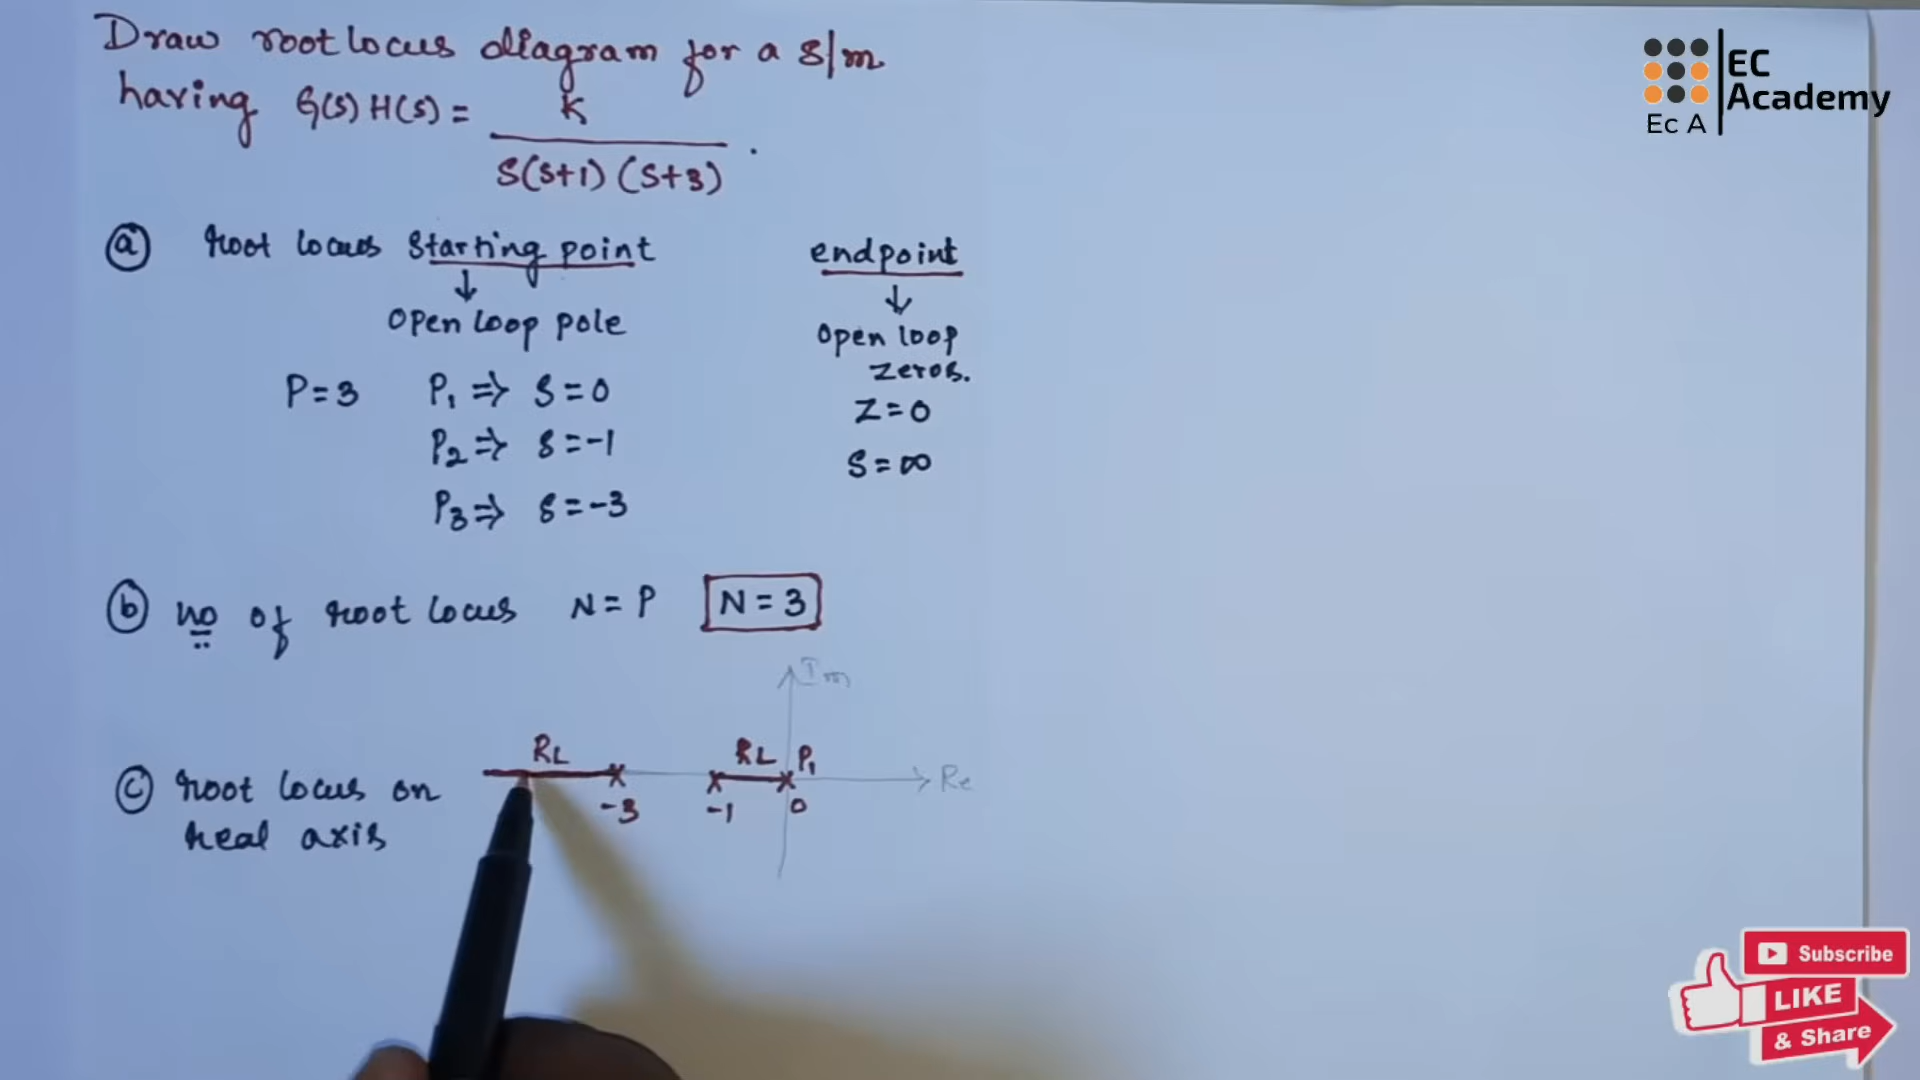 Draw root locus diagram for a S/m
having G(s) H(s) = K
S(S+1) (S+3) .
(a) root locus starting point
↓
open loop pole
P=3 P₁ ⇒ S = 0
P₂ ⇒ S = -1
P₃ ⇒ S = -3
endpoint
↓
open loop
zeros.
Z = 0
S = ∞
(b) no of root locus N = P N = 3
(c) root locus on
real axis
Im
RL RL P₁
Re
-3 -1 0
EC
Academy
Ec A
Subscribe
LIKE
& Share